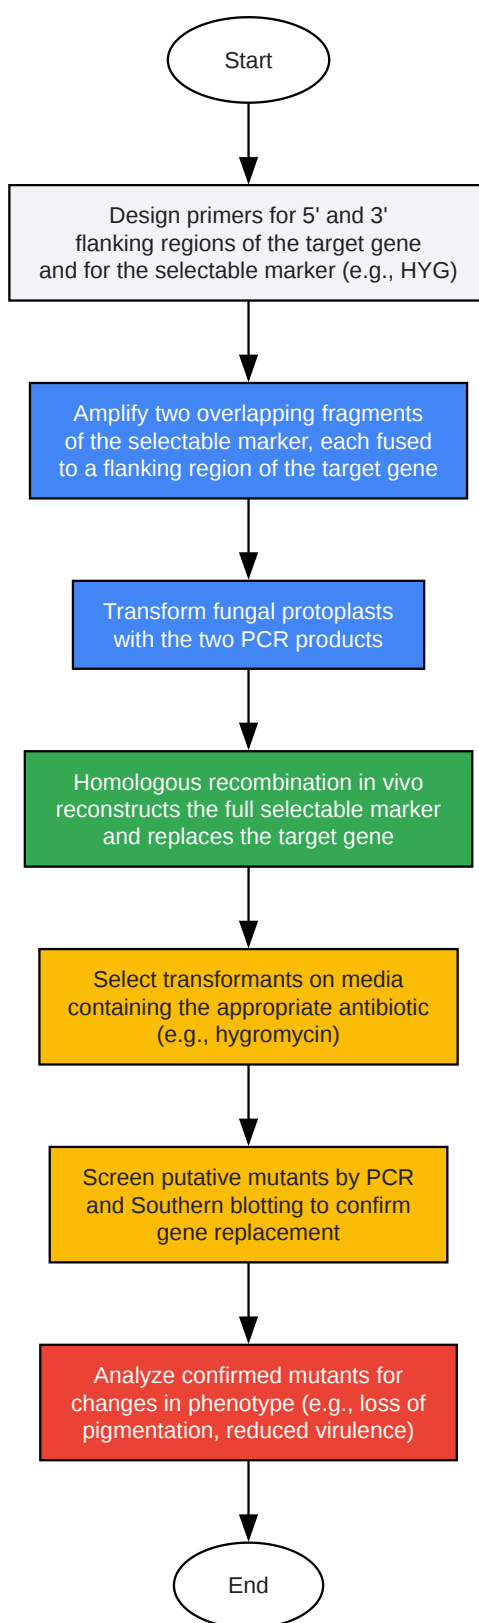 Start
Design primers for 5' and 3'
flanking regions of the target gene
and for the selectable marker (e.g., HYG)
Amplify two overlapping fragments
of the selectable marker, each fused
to a flanking region of the target gene
Transform fungal protoplasts
with the two PCR products
Homologous recombination in vivo
reconstructs the full selectable marker
and replaces the target gene
Select transformants on media
containing the appropriate antibiotic
(e.g., hygromycin)
Screen putative mutants by PCR
and Southern blotting to confirm
gene replacement
Analyze confirmed mutants for
changes in phenotype (e.g., loss of
pigmentation, reduced virulence)
End